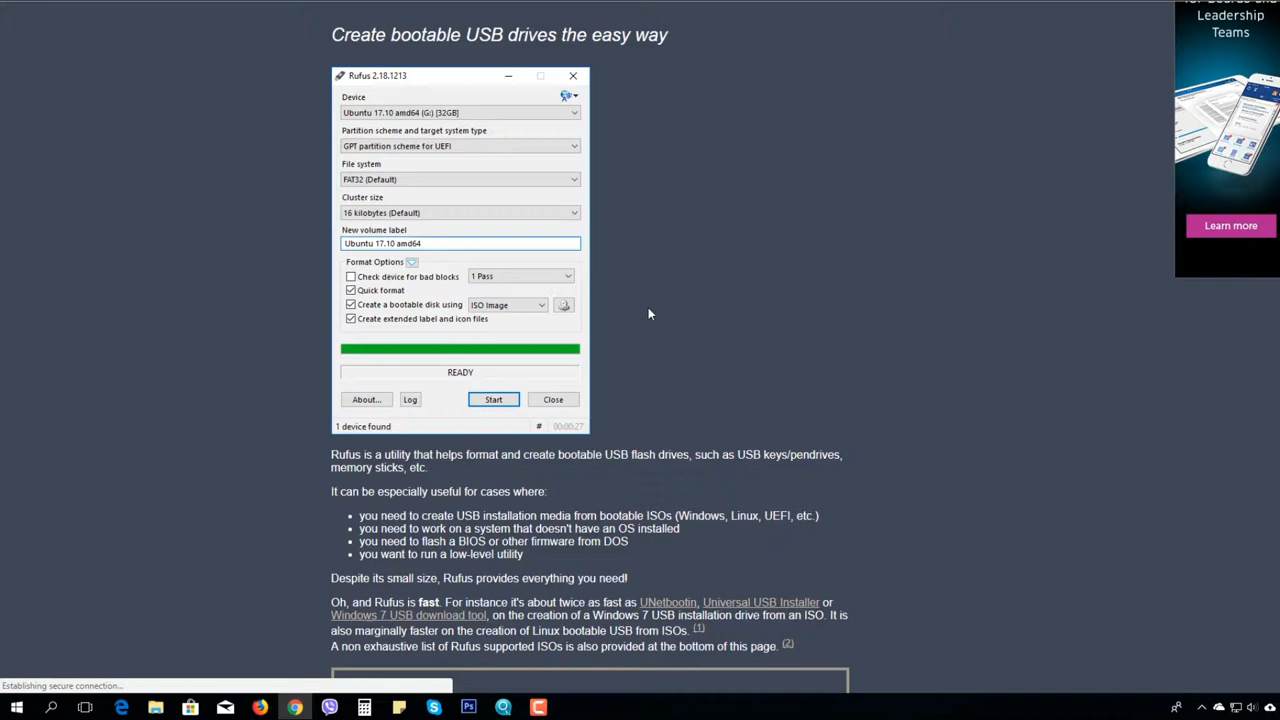 for Boards and
Leadership
Teams
Learn more
Create bootable USB drives the easy way
Rufus 2.18.1213
Device
Ubuntu 17.10 amd64 (G:) [32GB]
Partition scheme and target system type
GPT partition scheme for UEFI
File system
FAT32 (Default)
Cluster size
16 kilobytes (Default)
New volume label
Ubuntu 17.10 amd64
Format Options
Check device for bad blocks 1 Pass
Quick format
Create a bootable disk using ISO Image
Create extended label and icon files
READY
About... Log Start Close
1 device found # 00:00:27
Rufus is a utility that helps format and create bootable USB flash drives, such as USB keys/pendrives,
memory sticks, etc.
It can be especially useful for cases where:
• you need to create USB installation media from bootable ISOs (Windows, Linux, UEFI, etc.)
• you need to work on a system that doesn't have an OS installed
• you need to flash a BIOS or other firmware from DOS
• you want to run a low-level utility
Despite its small size, Rufus provides everything you need!
Oh, and Rufus is fast. For instance it's about twice as fast as UNetbootin, Universal USB Installer or
Windows 7 USB download tool, on the creation of a Windows 7 USB installation drive from an ISO. It is
also marginally faster on the creation of Linux bootable USB from ISOs. (1)
A non exhaustive list of Rufus supported ISOs is also provided at the bottom of this page. (2)
Establishing secure connection...